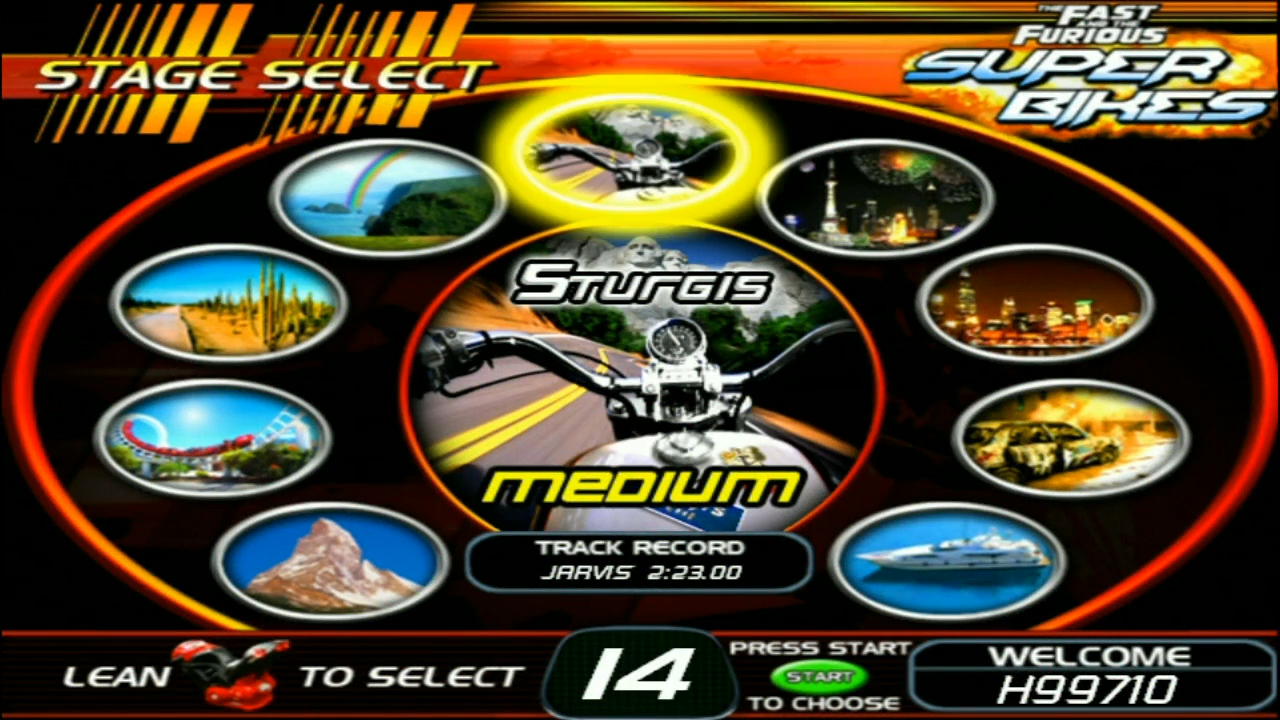 STAGE SELECT
THE
FAST
AND THE
FURIOUS
SUPER
BIKES
STURGIS
MEDIUM
TRACK RECORD
JARVIS 2:23.00
LEAN TO SELECT
14
PRESS START
START
TO CHOOSE
WELCOME
H99710